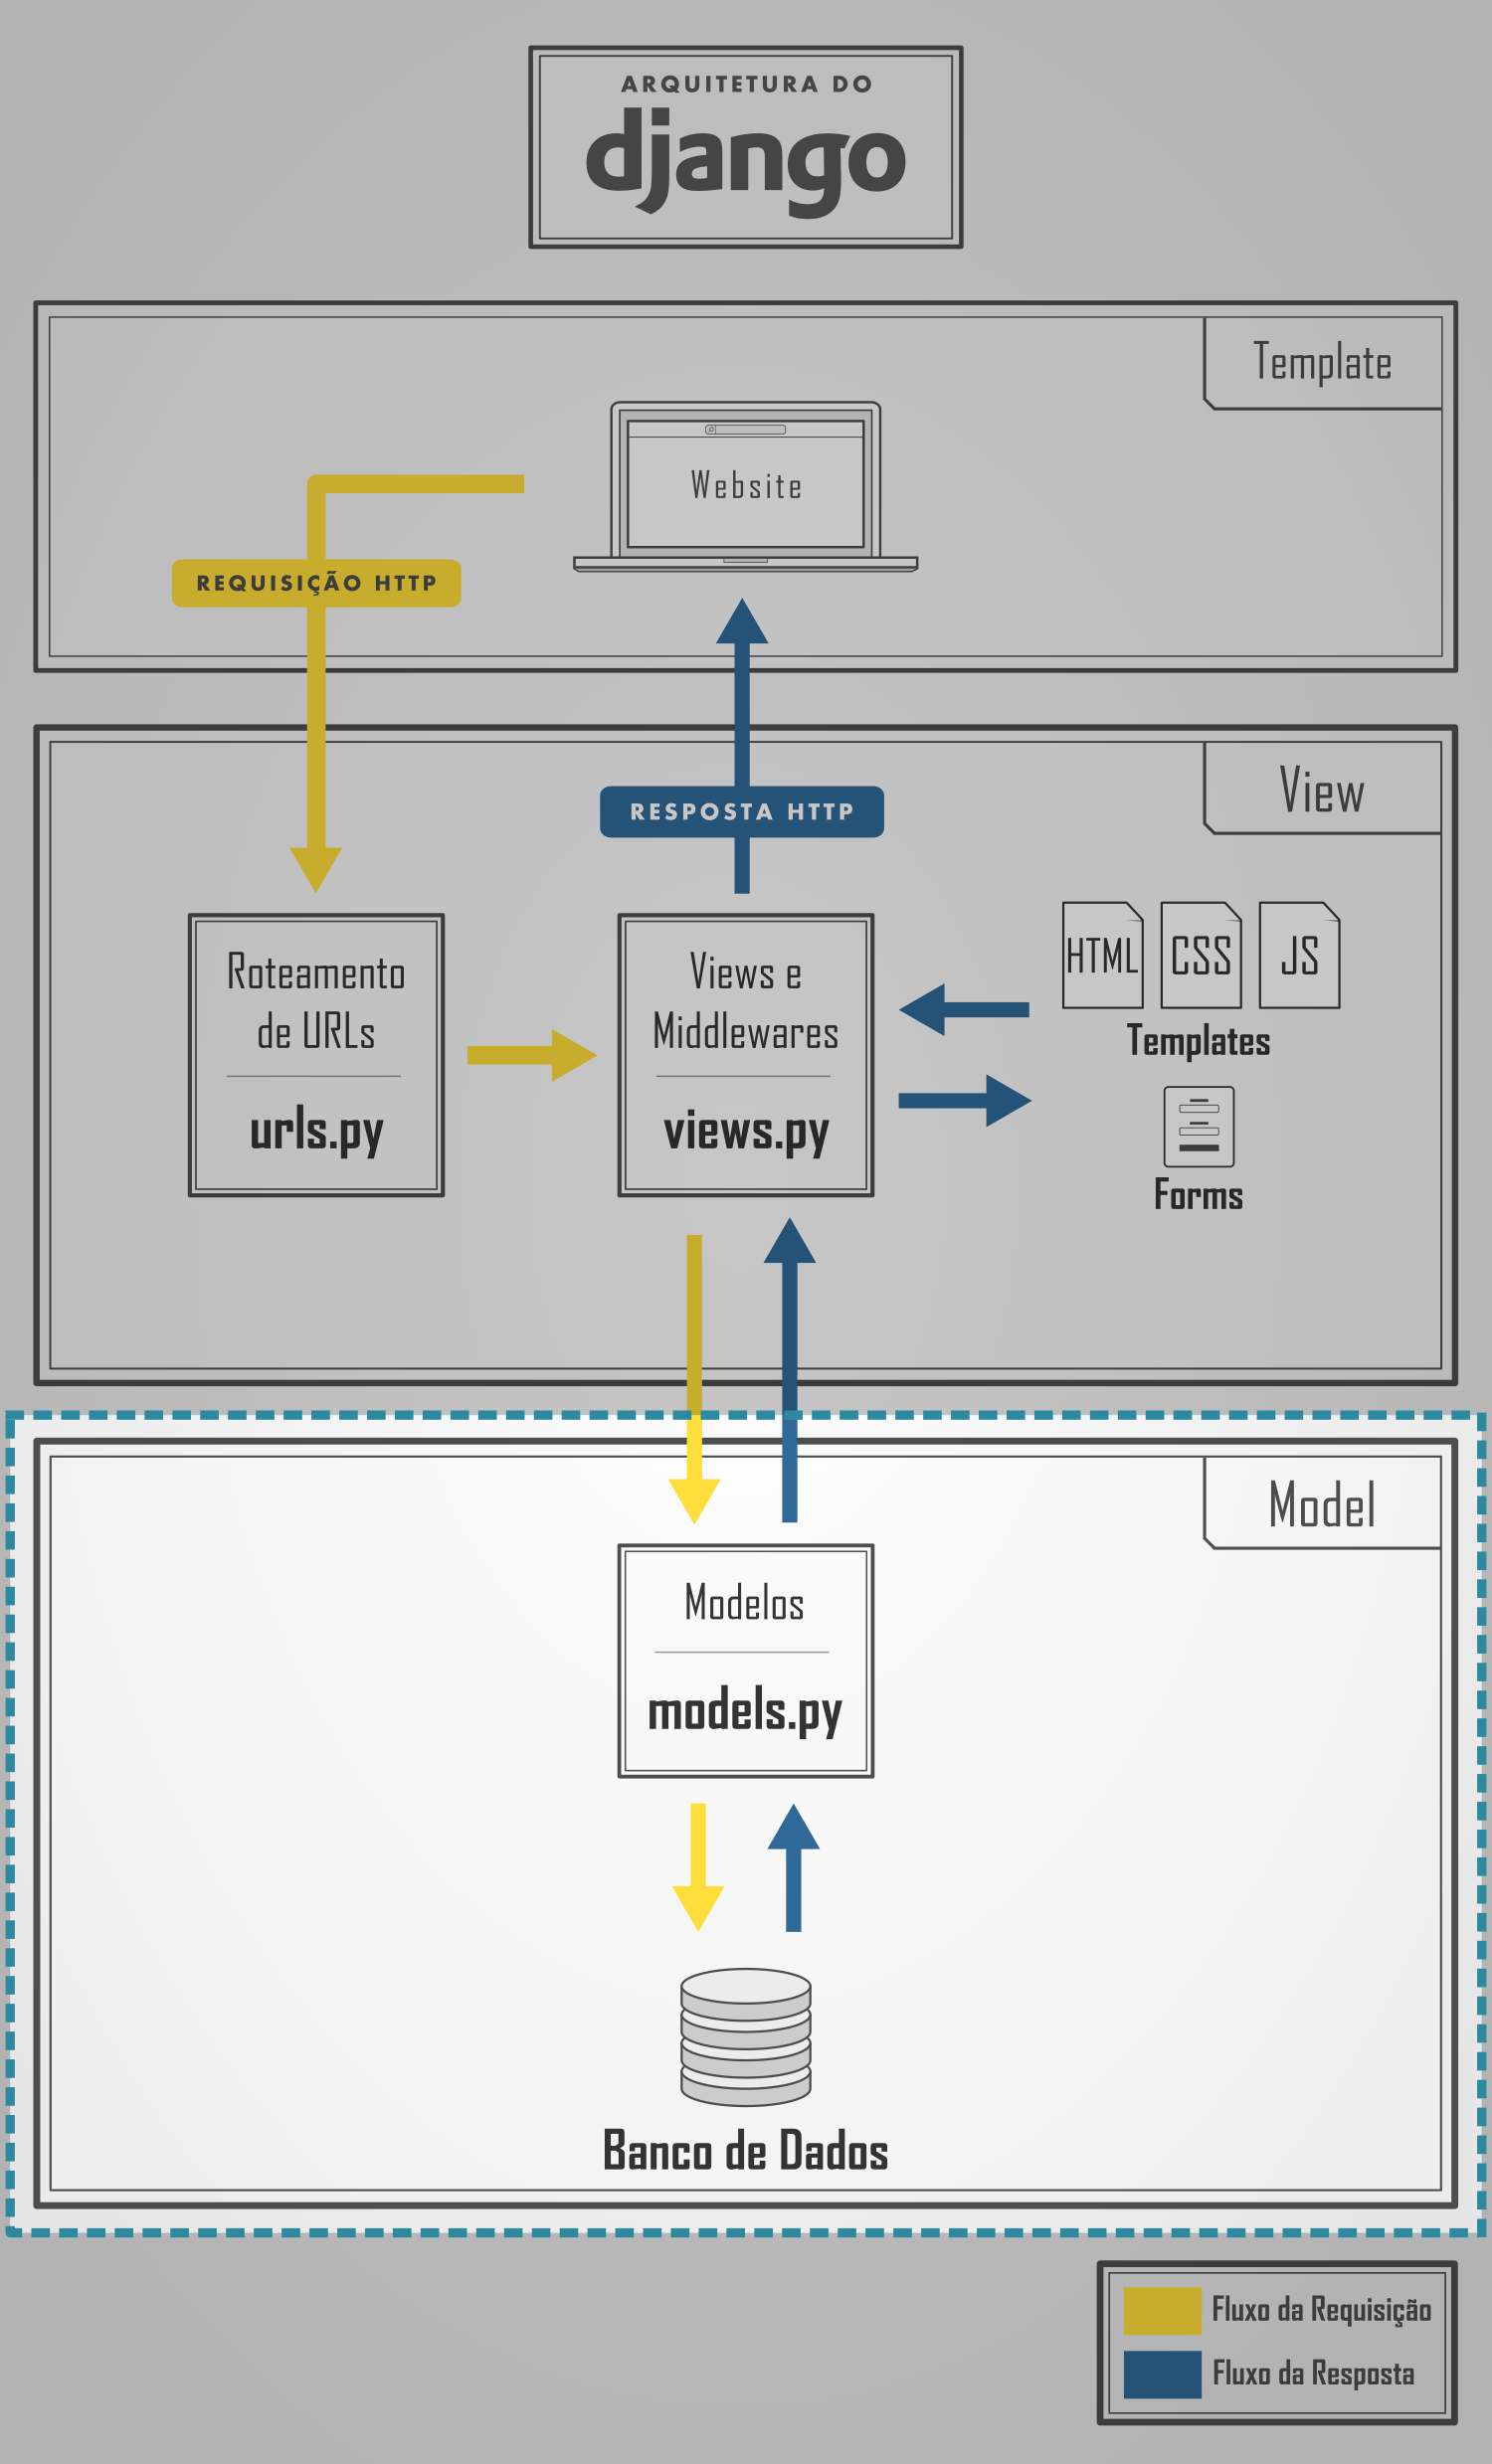 ARQUITETURA DO
django
Template
Website
REQUISIÇÃO HTTP
View
RESPOSTA HTTP
Roteamento
de URLs
urls.py
Views e
Middlewares
views.py
HTML
CSS
JS
Templates
Forms
Model
Modelos
models.py
Banco de Dados
Fluxo da Requisição
Fluxo da Resposta